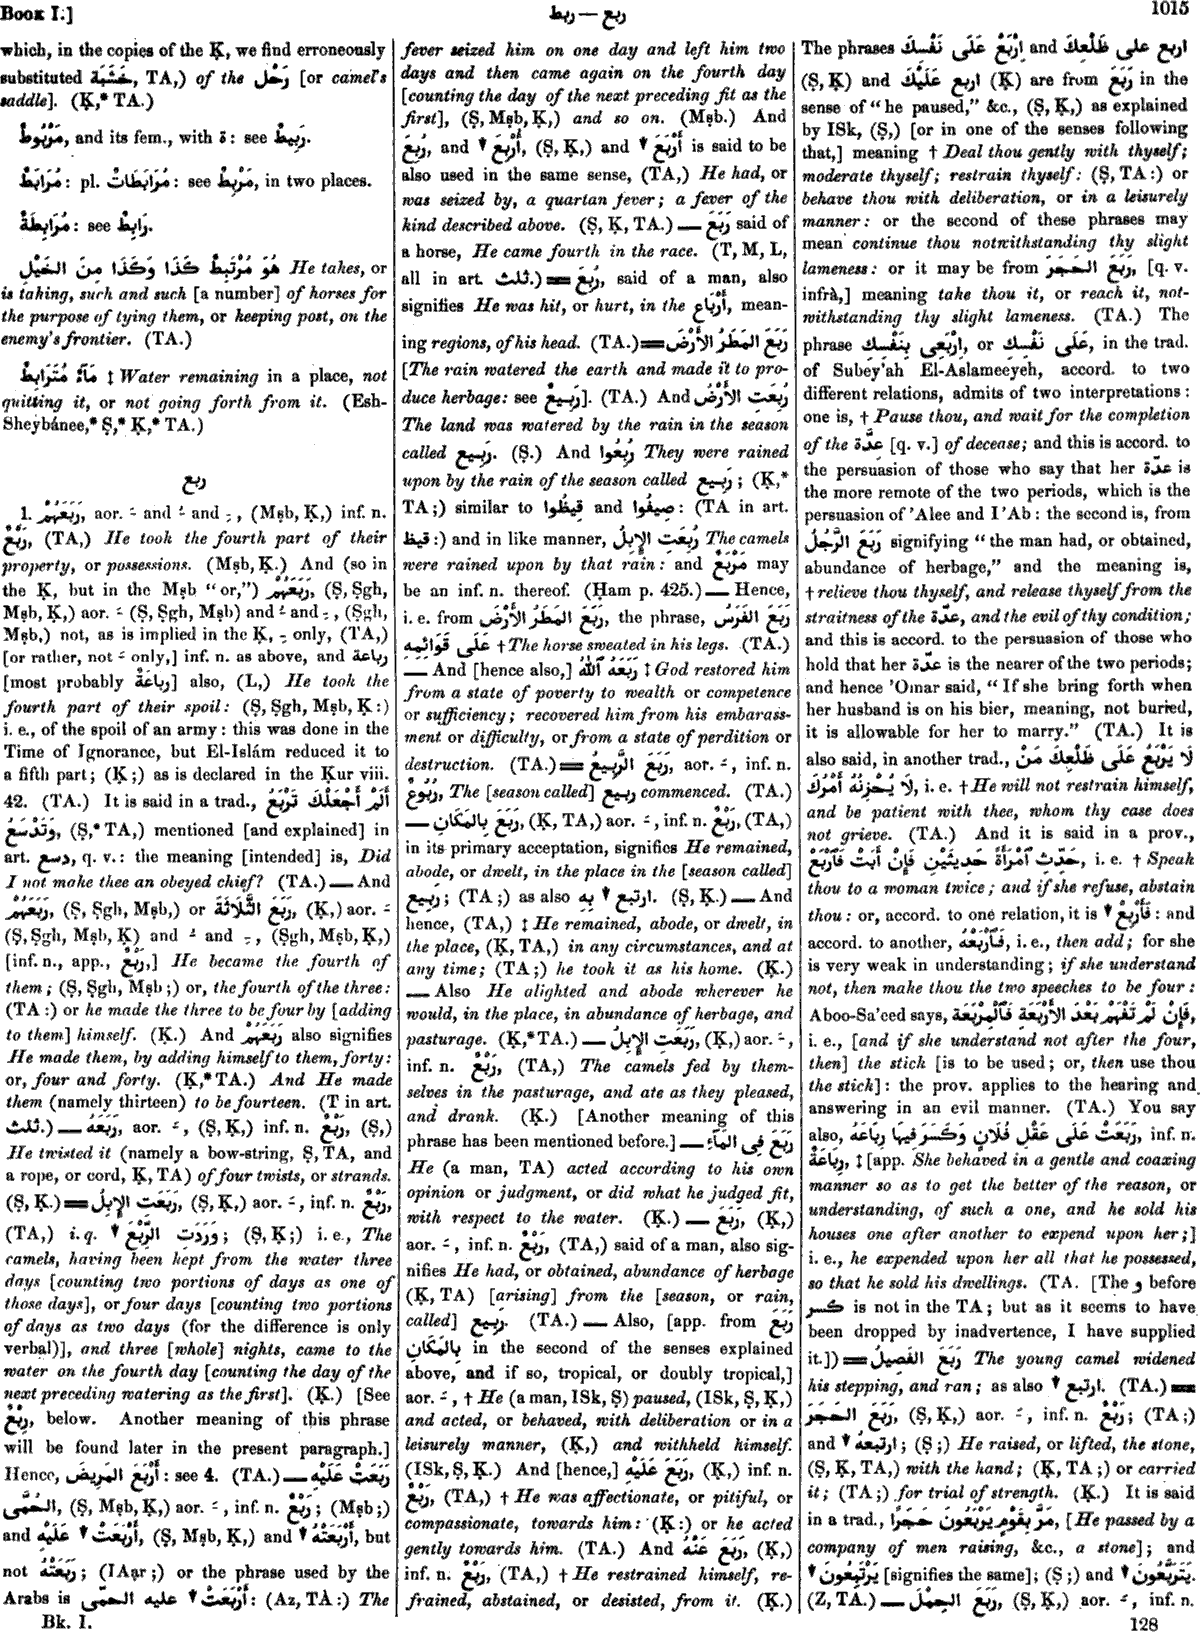 Book I.]
ربط — ربع
1015
which, in the copies of the Ḳ, we find erroneously
substituted خَشَبَة, TA,) of the رَحْل [or camel's
saddle]. (Ḳ,* TA.)
مَرْبُوطٌ, and its fem., with ة: see رَبِيطٌ.
مُرَابَطٌ: pl. مُرَابَطَاتٌ: see مَرْبِطٌ, in two places.
مُرَابَطَةٌ: see رَابِطٌ.
هُوَ مُرْتَبِطٌ كَذَا وَكَذَا مِنَ الخَيْلِ He takes, or
is taking, such and such [a number] of horses for
the purpose of tying them, or keeping post, on the
enemy's frontier. (TA.)
مَآءٌ مُتَرَابِطٌ ‡ Water remaining in a place, not
quitting it, or not going forth from it. (Esh-
Sheybánee,* Ṣ,* Ḳ,* TA.)
ربع
1. رَبَعَهُمْ, aor. ـَ and ـُ and ـِ, (Mṣb, Ḳ,) inf. n.
رَبْعٌ, (TA,) He took the fourth part of their
property, or possessions. (Mṣb, Ḳ.) And (so in
the Ḳ, but in the Mṣb "or,") رَبَعَهُمْ, (Ṣ, Ṣgh,
Mṣb, Ḳ,) aor. ـَ (Ṣ, Ṣgh, Mṣb) and ـُ and ـِ, (Ṣgh,
Mṣb,) not, as is implied in the Ḳ, ـِ only, (TA,)
[or rather, not ـَ only,] inf. n. as above, and رباعة
[most probably رِبَاعَةٌ] also, (L,) He took the
fourth part of their spoil: (Ṣ, Ṣgh, Mṣb, Ḳ:)
i. e., of the spoil of an army: this was done in the
Time of Ignorance, but El-Islám reduced it to
a fifth part; (Ḳ;) as is declared in the Ḳur viii.
42. (TA.) It is said in a trad., أَلَمْ أَجْعَلْكَ تَرْبَعُ
وَتَدْسَعُ, (Ṣ,* TA,) mentioned [and explained] in
art. دسع, q. v.: the meaning [intended] is, Did
I not make thee an obeyed chief? (TA.) — And
رَبَعَهُمْ, (Ṣ, Ṣgh, Mṣb,) or رَبَعَ الثَّلَاثَةَ, (Ḳ,) aor. ـَ
(Ṣ, Ṣgh, Mṣb, Ḳ) and ـُ and ـِ, (Ṣgh, Mṣb, Ḳ,)
[inf. n., app., رَبْعٌ,] He became the fourth of
them; (Ṣ, Ṣgh, Mṣb;) or, the fourth of the three:
(TA:) or he made the three to be four by [adding
to them] himself. (Ḳ.) And رَبَعَهُمْ also signifies
He made them, by adding himself to them, forty:
or, four and forty. (Ḳ,* TA.) And He made
them (namely thirteen) to be fourteen. (T in art.
ثلث.) — رَبَعَهُ, aor. ـَ, (Ṣ, Ḳ,) inf. n. رَبْعٌ, (Ṣ,)
He twisted it (namely a bow-string, Ṣ, TA, and
a rope, or cord, Ḳ, TA) of four twists, or strands.
(Ṣ, Ḳ.) = رَبَعَتِ الإِبِلُ, (Ṣ, Ḳ,) aor. ـَ, inf. n. رَبْعٌ,
(TA,) i. q. وَرَدَتِ الرِّبْعَ ▼; (Ṣ, Ḳ;) i. e., The
camels, having been kept from the water three
days [counting two portions of days as one of
those days], or four days [counting two portions
of days as two days (for the difference is only
verbal)], and three [whole] nights, came to the
water on the fourth day [counting the day of the
next preceding watering as the first]. (Ḳ.) [See
رِبْعٌ, below. Another meaning of this phrase
will be found later in the present paragraph.]
Hence, أَرْبَعَ المَرِيضَ: see 4. (TA.) — رَبَعَتْ عَلَيْهِ
الحُمَّى, (Ṣ, Mṣb, Ḳ,) aor. ـَ, inf. n. رَبْعٌ; (Mṣb;)
and أَرْبَعَتْ ▼ عَلَيْهِ, (Ṣ, Mṣb, Ḳ,) and أَرْبَعَتْهُ ▼, but
not رَبَعَتْهُ; (IAạr;) or the phrase used by the
Arabs is أَرْبَعَتْ ▼ عليه الحمّى: (Az, TA:) The
Bk. I.
fever seized him on one day and left him two
days and then came again on the fourth day
[counting the day of the next preceding fit as the
first], (Ṣ, Mṣb, Ḳ,) and so on. (Mṣb.) And
رُبِعَ, and أُرْبِعَ ▼, (Ṣ, Ḳ,) and أَرْبَعَ ▼ is said to be
also used in the same sense, (TA,) He had, or
was seized by, a quartan fever; a fever of the
kind described above. (Ṣ, Ḳ, TA.) — رَبَعَ said of
a horse, He came fourth in the race. (T, M, L,
all in art. ثلث.) = رُبِعَ, said of a man, also
signifies He was hit, or hurt, in the أَرْبَاع, mean-
ing regions, of his head. (TA.) = رَبَعَ المَطَرُ الأَرْضَ
[The rain watered the earth and made it to pro-
duce herbage: see رَبِيعٌ]. (TA.) And رُبِعَتِ الأَرْضُ
The land was watered by the rain in the season
called رَبِيع. (Ṣ.) And رُبِعُوا They were rained
upon by the rain of the season called رَبِيع; (Ḳ,*
TA;) similar to قِيظُوا and صِيفُوا: (TA in art.
قيظ:) and in like manner, رُبِعَتِ الإِبِلُ The camels
were rained upon by that rain: and مَرْبَعٌ may
be an inf. n. thereof. (Ḥam p. 425.) — Hence,
i. e. from رَبَعَ المَطَرُ الأَرْضَ, the phrase, رَبَعَ الفَرَسُ
عَلَى قَوَائِمِهِ † The horse sweated in his legs. (TA.)
— And [hence also,] رَبَعَهُ ٱللّٰهُ ‡ God restored him
from a state of poverty to wealth or competence
or sufficiency; recovered him from his embarass-
ment or difficulty, or from a state of perdition or
destruction. (TA.) = رَبَعَ الرَّبِيعُ, aor. ـَ, inf. n.
رُبُوعٌ, The [season called] ربيع commenced. (TA.)
— رَبَعَ بِالمَكَانِ, (Ḳ, TA,) aor. ـَ, inf. n. رَبْعٌ, (TA,)
in its primary acceptation, signifies He remained,
abode, or dwelt, in the place in the [season called]
رَبِيع; (TA;) as also ارتبع ▼ بِهِ. (Ṣ, Ḳ.) — And
hence, (TA,) ‡ He remained, abode, or dwelt, in
the place, (Ḳ, TA,) in any circumstances, and at
any time; (TA;) he took it as his home. (Ḳ.)
— Also He alighted and abode wherever he
would, in the place, in abundance of herbage, and
pasturage. (Ḳ,* TA.) — رَبَعَتِ الإِبِلُ, (Ḳ,) aor. ـَ,
inf. n. رَبْعٌ, (TA,) The camels fed by them-
selves in the pasturage, and ate as they pleased,
and drank. (Ḳ.) [Another meaning of this
phrase has been mentioned before.] — رَبَعَ فِى المَآءِ
He (a man, TA) acted according to his own
opinion or judgment, or did what he judged fit,
with respect to the water. (Ḳ.) — رَبَعَ, (Ḳ,)
aor. ـَ, inf. n. رَبْعٌ, (TA,) said of a man, also sig-
nifies He had, or obtained, abundance of herbage
(Ḳ, TA) [arising] from the [season, or rain,
called] رَبِيع. (TA.) — Also, [app. from رَبَعَ
بِالمَكَانِ in the second of the senses explained
above, and if so, tropical, or doubly tropical,]
aor. ـَ, † He (a man, ISk, Ṣ) paused, (ISk, Ṣ, Ḳ,)
and acted, or behaved, with deliberation or in a
leisurely manner, (Ḳ,) and withheld himself.
(ISk, Ṣ, Ḳ.) And [hence,] رَبَعَ عَلَيْهِ, (Ḳ,) inf. n.
رَبْعٌ, (TA,) † He was affectionate, or pitiful, or
compassionate, towards him: (Ḳ:) or he acted
gently towards him. (TA.) And رَبَعَ عَنْهُ, (Ḳ,)
inf. n. رَبْعٌ, (TA,) † He restrained himself, re-
frained, abstained, or desisted, from it. (Ḳ.)
The phrases اِرْبَعْ عَلَى نَفْسِكَ and اربع على ظَلْعِكَ
(Ṣ, Ḳ) and اربع عَلَيْكَ (Ḳ) are from رَبَعَ in the
sense of "he paused," &c., (Ṣ, Ḳ,) as explained
by ISk, (Ṣ,) [or in one of the senses following
that,] meaning † Deal thou gently with thyself;
moderate thyself; restrain thyself: (Ṣ, TA:) or
behave thou with deliberation, or in a leisurely
manner: or the second of these phrases may
mean continue thou notwithstanding thy slight
lameness: or it may be from رَبَعَ الحَجَرَ, [q. v.
infrà,] meaning take thou it, or reach it, not-
withstanding thy slight lameness. (TA.) The
phrase اِرْبَعِى بِنَفْسِكِ, or عَلَى نَفْسِكِ, in the trad.
of Subey'ah El-Aslameeyeh, accord. to two
different relations, admits of two interpretations:
one is, † Pause thou, and wait for the completion
of the عِدَّة [q. v.] of decease; and this is accord. to
the persuasion of those who say that her عدّة is
the more remote of the two periods, which is the
persuasion of 'Alee and I 'Ab: the second is, from
رَبَعَ الرَّجُلُ signifying "the man had, or obtained,
abundance of herbage," and the meaning is,
† relieve thou thyself, and release thyself from the
straitness of the عدّة, and the evil of thy condition;
and this is accord. to the persuasion of those who
hold that her عدّة is the nearer of the two periods;
and hence 'Omar said, "If she bring forth when
her husband is on his bier, meaning, not buried,
it is allowable for her to marry." (TA.) It is
also said, in another trad., لَا يَرْبَعُ عَلَى ظَلْعِكَ مَنْ
لَا يُحْزِنُهُ أَمْرُكَ, i. e. † He will not restrain himself,
and be patient with thee, whom thy case does
not grieve. (TA.) And it is said in a prov.,
حَدِّثِ ٱمْرَأَةً حَدِيثَيْنِ فَإِنْ أَبَتْ فَٱرْبَعْ, i. e. † Speak
thou to a woman twice; and if she refuse, abstain
thou: or, accord. to one relation, it is فَأَرْبِعْ ▼: and
accord. to another, فَأَرْبَعَةً, i. e., then add; for she
is very weak in understanding; if she understand
not, then make thou the two speeches to be four:
Aboo-Sa'eed says, فَإِنْ لَمْ تَفْهَمْ بَعْدَ الأَرْبَعَةِ فَالْمِرْبَعَة,
i. e., [and if she understand not after the four,
then] the stick [is to be used; or, then use thou
the stick]: the prov. applies to the hearing and
answering in an evil manner. (TA.) You say
also, رَبَعَتْ عَلَى عَقْلِ فُلَانٍ وَكَسَرَ فِيهَا رِبَاعَهُ, inf. n.
رِبَاعَةٌ, ‡ [app. She behaved in a gentle and coaxing
manner so as to get the better of the reason, or
understanding, of such a one, and he sold his
houses one after another to expend upon her;]
i. e., he expended upon her all that he possessed,
so that he sold his dwellings. (TA. [The و before
كسر is not in the TA; but as it seems to have
been dropped by inadvertence, I have supplied
it.]) = رَبَعَ الفَصِيلُ The young camel widened
his stepping, and ran; as also ارتبع ▼. (TA.) =
رَبَعَ الحَجَرَ, (Ṣ, Ḳ,) aor. ـَ, inf. n. رَبْعٌ; (TA;)
and ارتبعهُ ▼; (Ṣ;) He raised, or lifted, the stone,
(Ṣ, Ḳ, TA,) with the hand; (Ḳ, TA;) or carried
it; (TA;) for trial of strength. (Ḳ.) It is said
in a trad., مَرَّ بِقَوْمٍ يَرْبَعُونَ حَجَرًا, [He passed by a
company of men raising, &c., a stone]; and
يَرْتَبِعُونَ ▼ [signifies the same]; (Ṣ;) and يَتَرَبَّعُونَ ▼.
(Z, TA.) — رَبَعَ الحِمْلَ, (Ṣ, Ḳ,) aor. ـَ, inf. n.
128